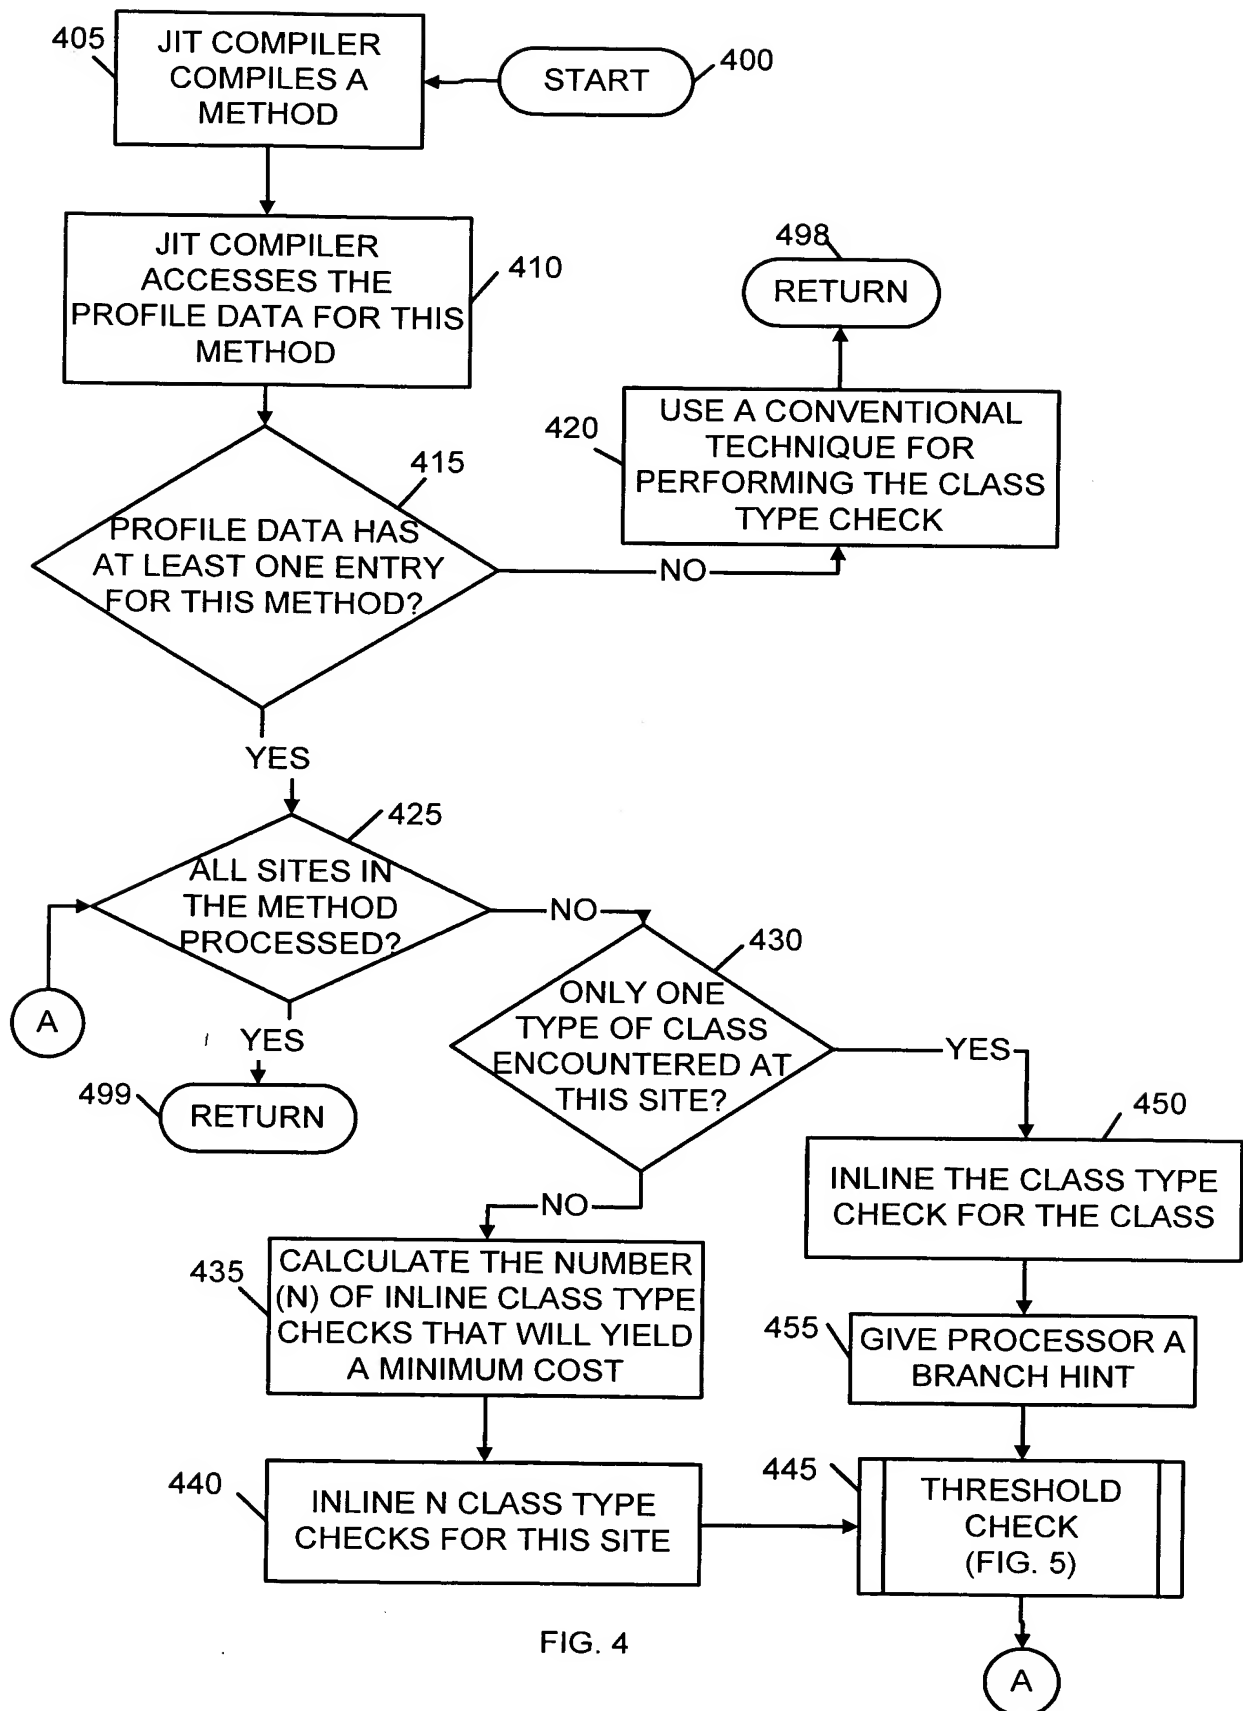 405
JIT COMPILER
COMPILES A
METHOD
START
400
JIT COMPILER
ACCESSES THE
PROFILE DATA FOR THIS
METHOD
410
498
RETURN
420
USE A CONVENTIONAL
TECHNIQUE FOR
PERFORMING THE CLASS
TYPE CHECK
415
PROFILE DATA HAS
AT LEAST ONE ENTRY
FOR THIS METHOD?
NO
YES
425
ALL SITES IN
THE METHOD
PROCESSED?
NO
A
YES
499
RETURN
430
ONLY ONE
TYPE OF CLASS
ENCOUNTERED AT
THIS SITE?
YES
NO
450
INLINE THE CLASS TYPE
CHECK FOR THE CLASS
435
CALCULATE THE NUMBER
(N) OF INLINE CLASS TYPE
CHECKS THAT WILL YIELD
A MINIMUM COST
455
GIVE PROCESSOR A
BRANCH HINT
440
INLINE N CLASS TYPE
CHECKS FOR THIS SITE
445
THRESHOLD
CHECK
(FIG. 5)
A
FIG. 4